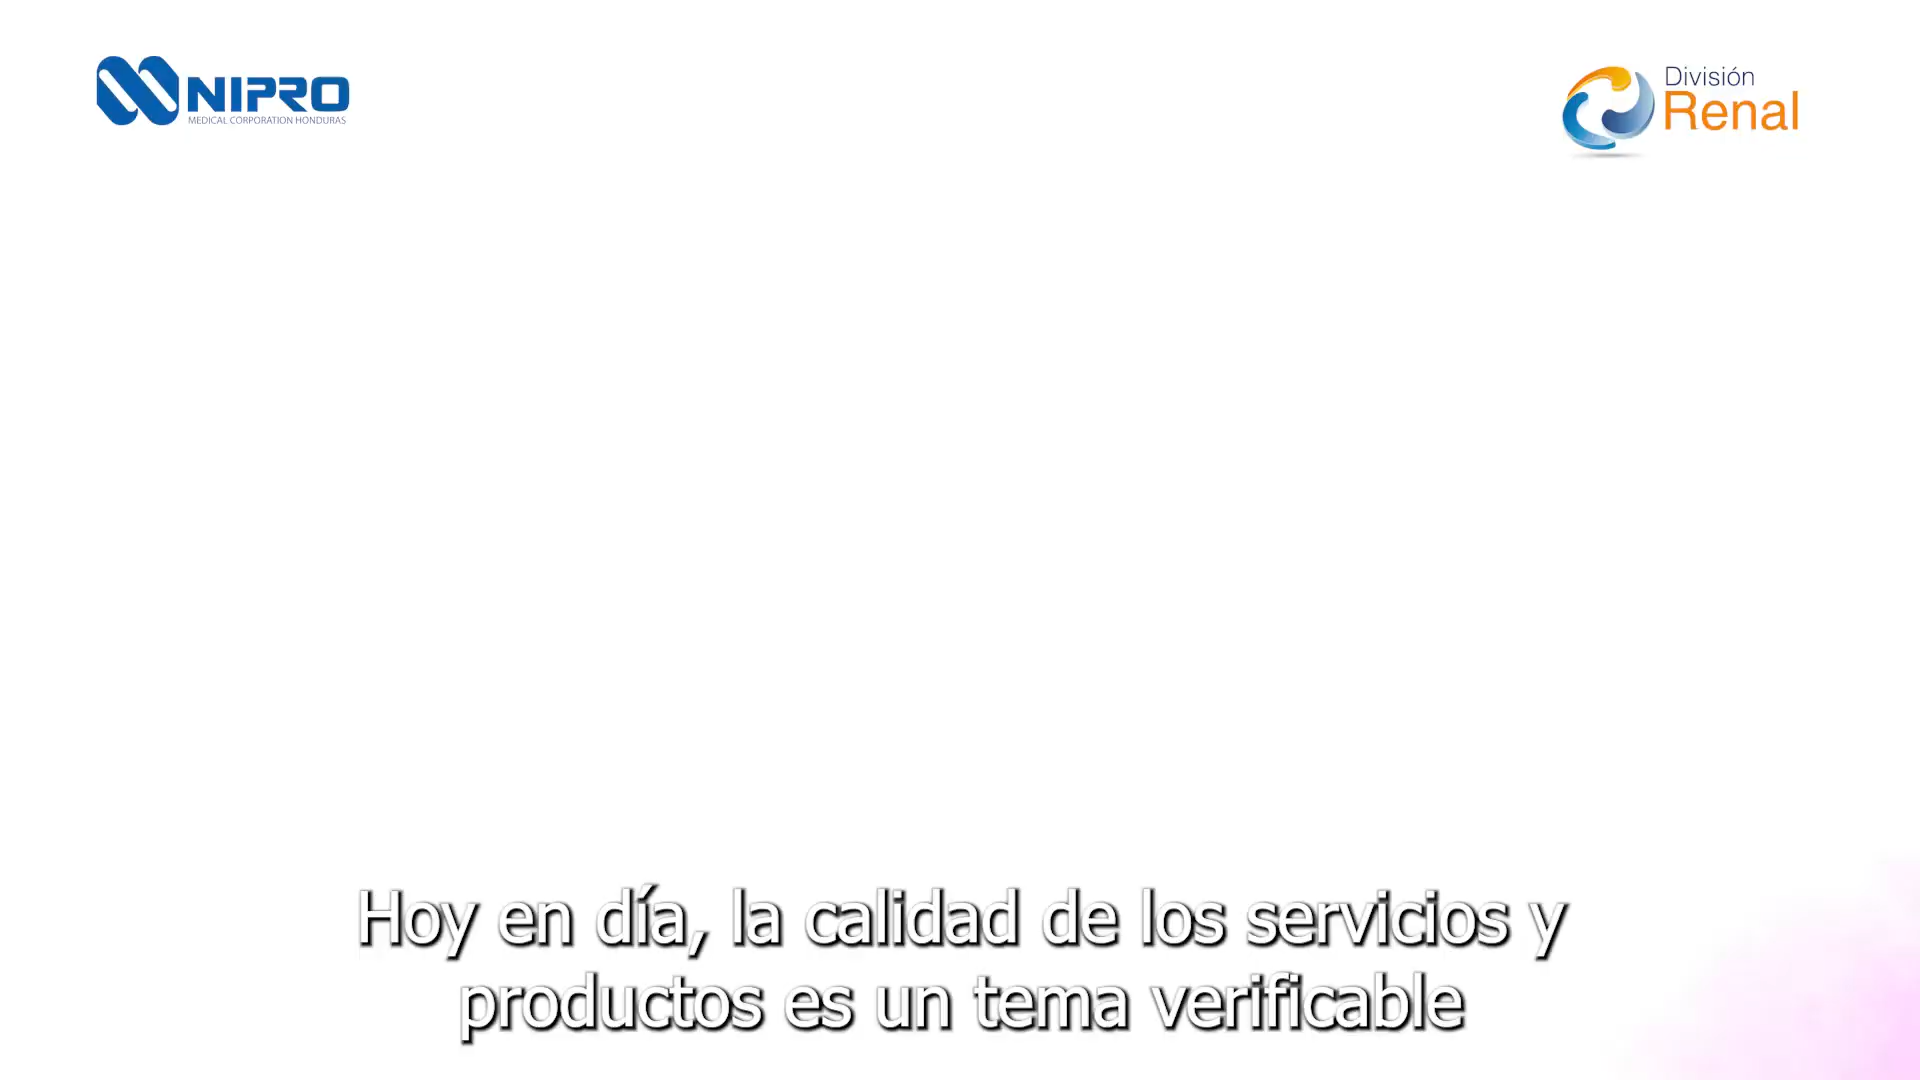 NIPRO
MEDICAL CORPORATION HONDURAS
División
Renal
Hoy en día, la calidad de los servicios y
productos es un tema verificable